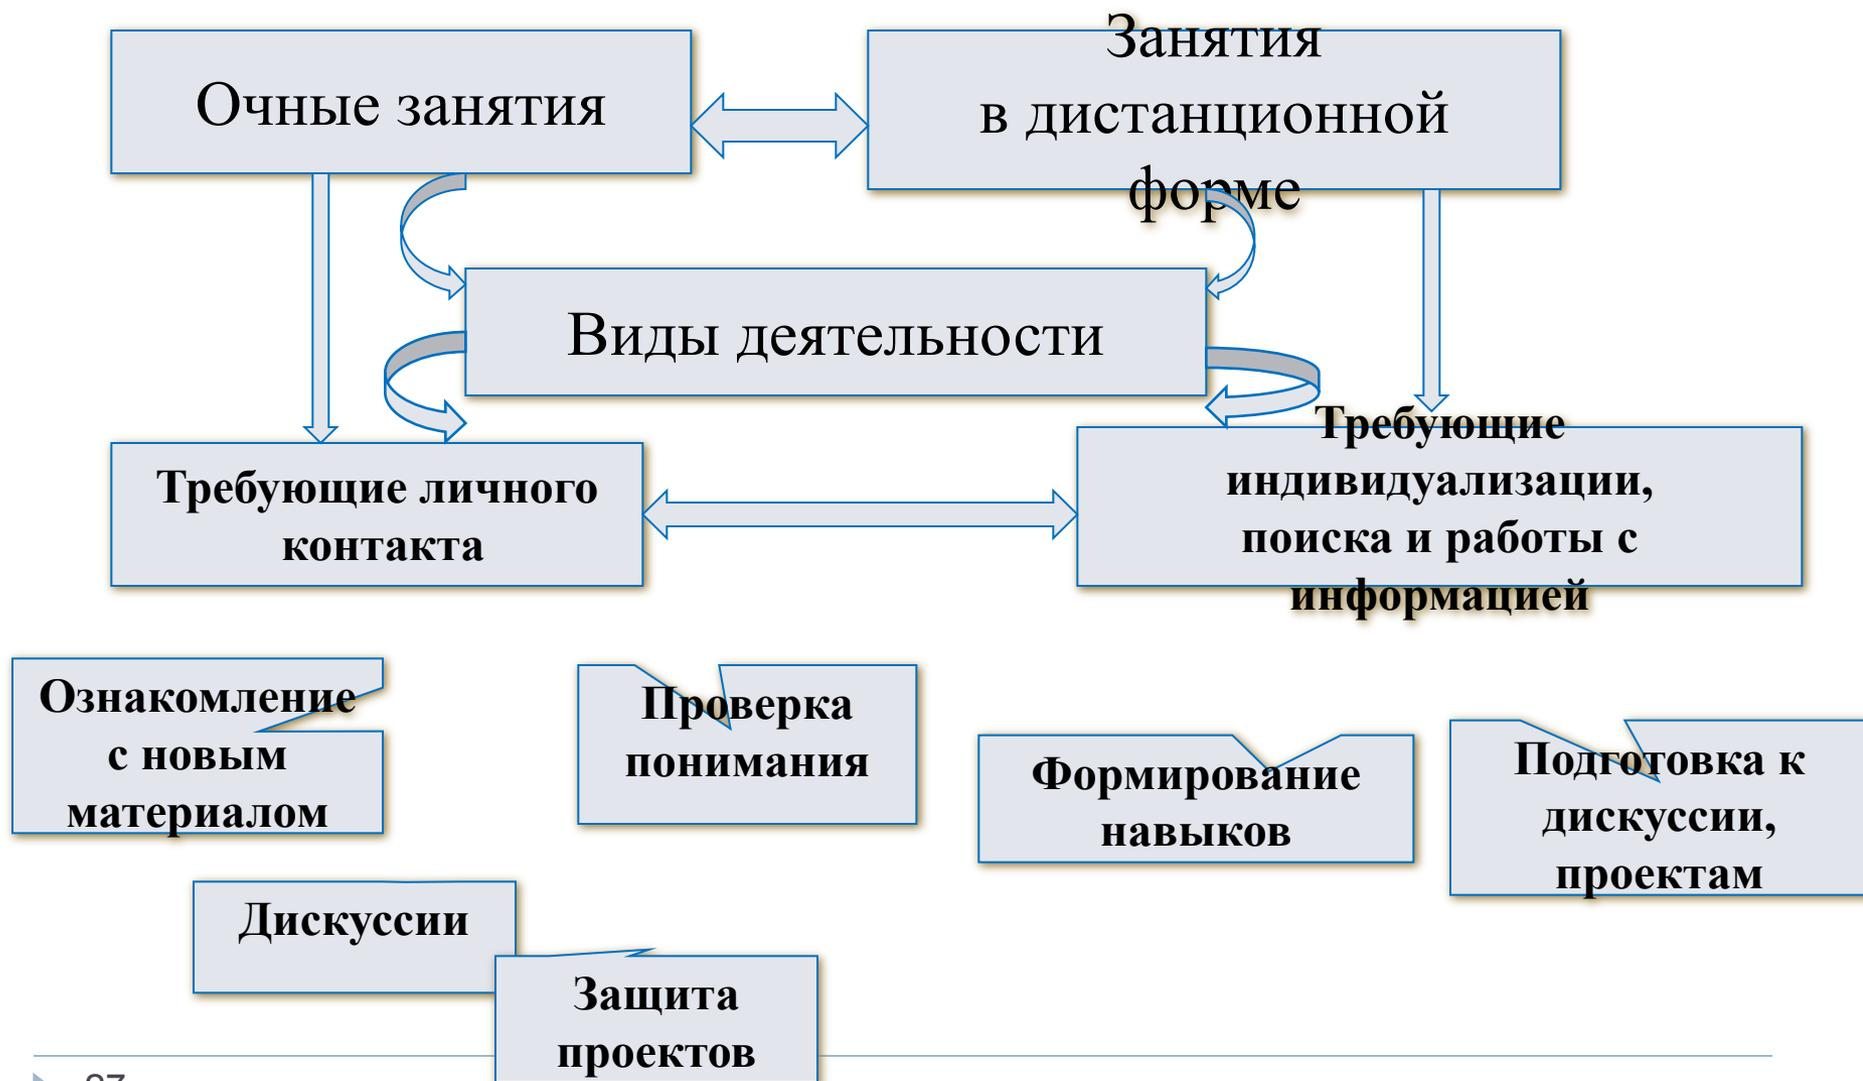 Очные занятия
Занятия
в дистанционной
форме
Виды деятельности
Требующие личного
контакта
Требующие
индивидуализации,
поиска и работы с
информацией
Ознакомление
с новым
материалом
Проверка
понимания
Формирование
навыков
Подготовка к
дискуссии,
проектам
Дискуссии
Защита
проектов